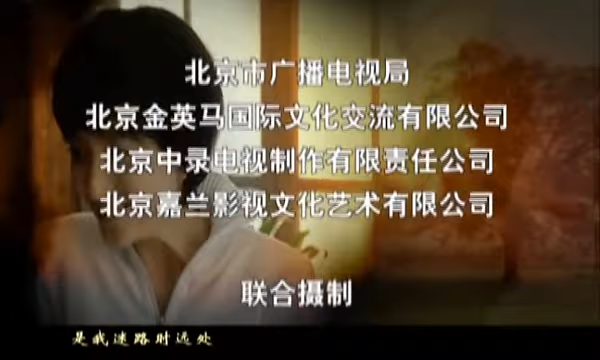 北京市广播电视局
北京金英马国际文化交流有限公司
北京中录电视制作有限责任公司
北京嘉兰影视文化艺术有限公司
联合摄制
是我迷路时远处